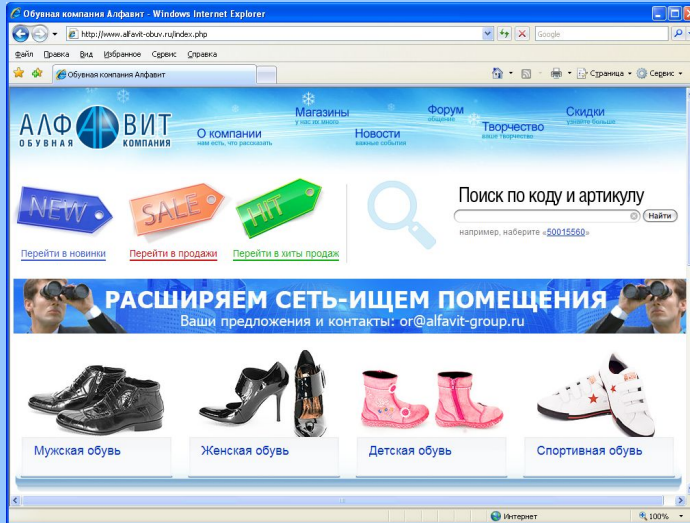 Обувная компания Алфавит - Windows Internet Explorer
http://www.alfavit-obuv.ru/index.php
Google
Файл Правка Вид Избранное Сервис Справка
Обувная компания Алфавит
Страница
Сервис
АЛФАВИТ
ОБУВНАЯ КОМПАНИЯ
О компании
нам есть, что рассказать
Магазины
у нас их много
Новости
важные события
Форум
общение
Творчество
ваше творчество
Скидки
узнайте больше
NEW
SALE
HIT
Перейти в новинки
Перейти в продажи
Перейти в хиты продаж
Поиск по коду и артикулу
Найти
например, наберите «50015560»
РАСШИРЯЕМ СЕТЬ-ИЩЕМ ПОМЕЩЕНИЯ
Ваши предложения и контакты: or@alfavit-group.ru
Мужская обувь
Женская обувь
Детская обувь
Спортивная обувь
Интернет
100%